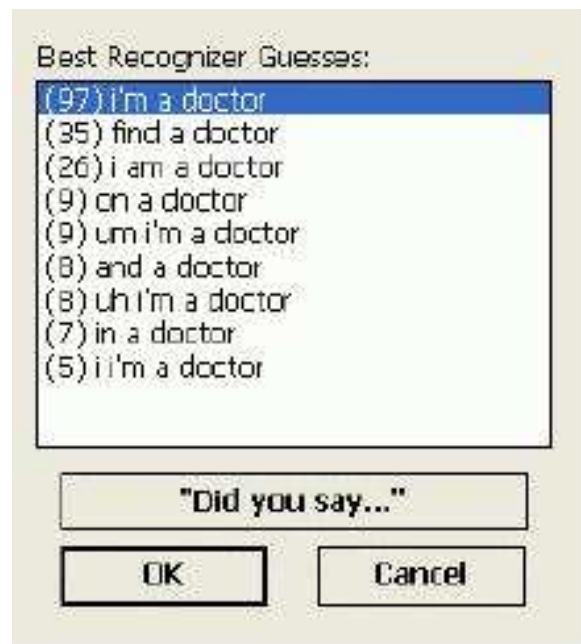 Best Recognizer Guesses:
(97) i'm a doctor
(35) find a doctor
(26) i am a doctor
(9) on a doctor
(9) um i'm a doctor
(8) and a doctor
(8) uh i'm a doctor
(7) in a doctor
(5) i i'm a doctor
"Did you say..."
OK
Cancel